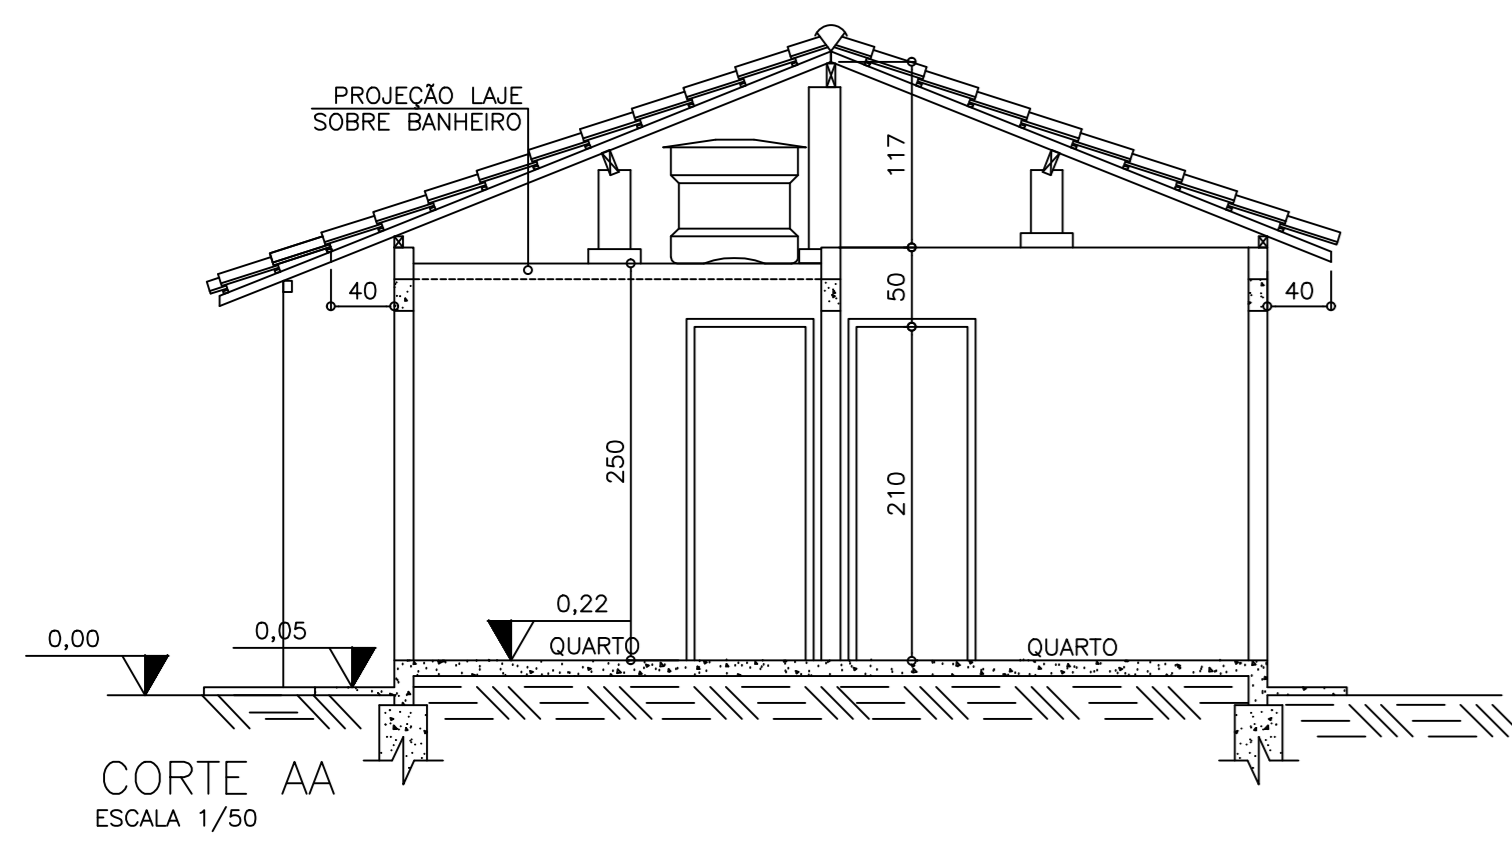 PROJEÇÃO LAJE
SOBRE BANHEIRO
117
40
50
40
250
210
0,22
0,00
0,05
QUARTO
QUARTO
CORTE AA
ESCALA 1/50